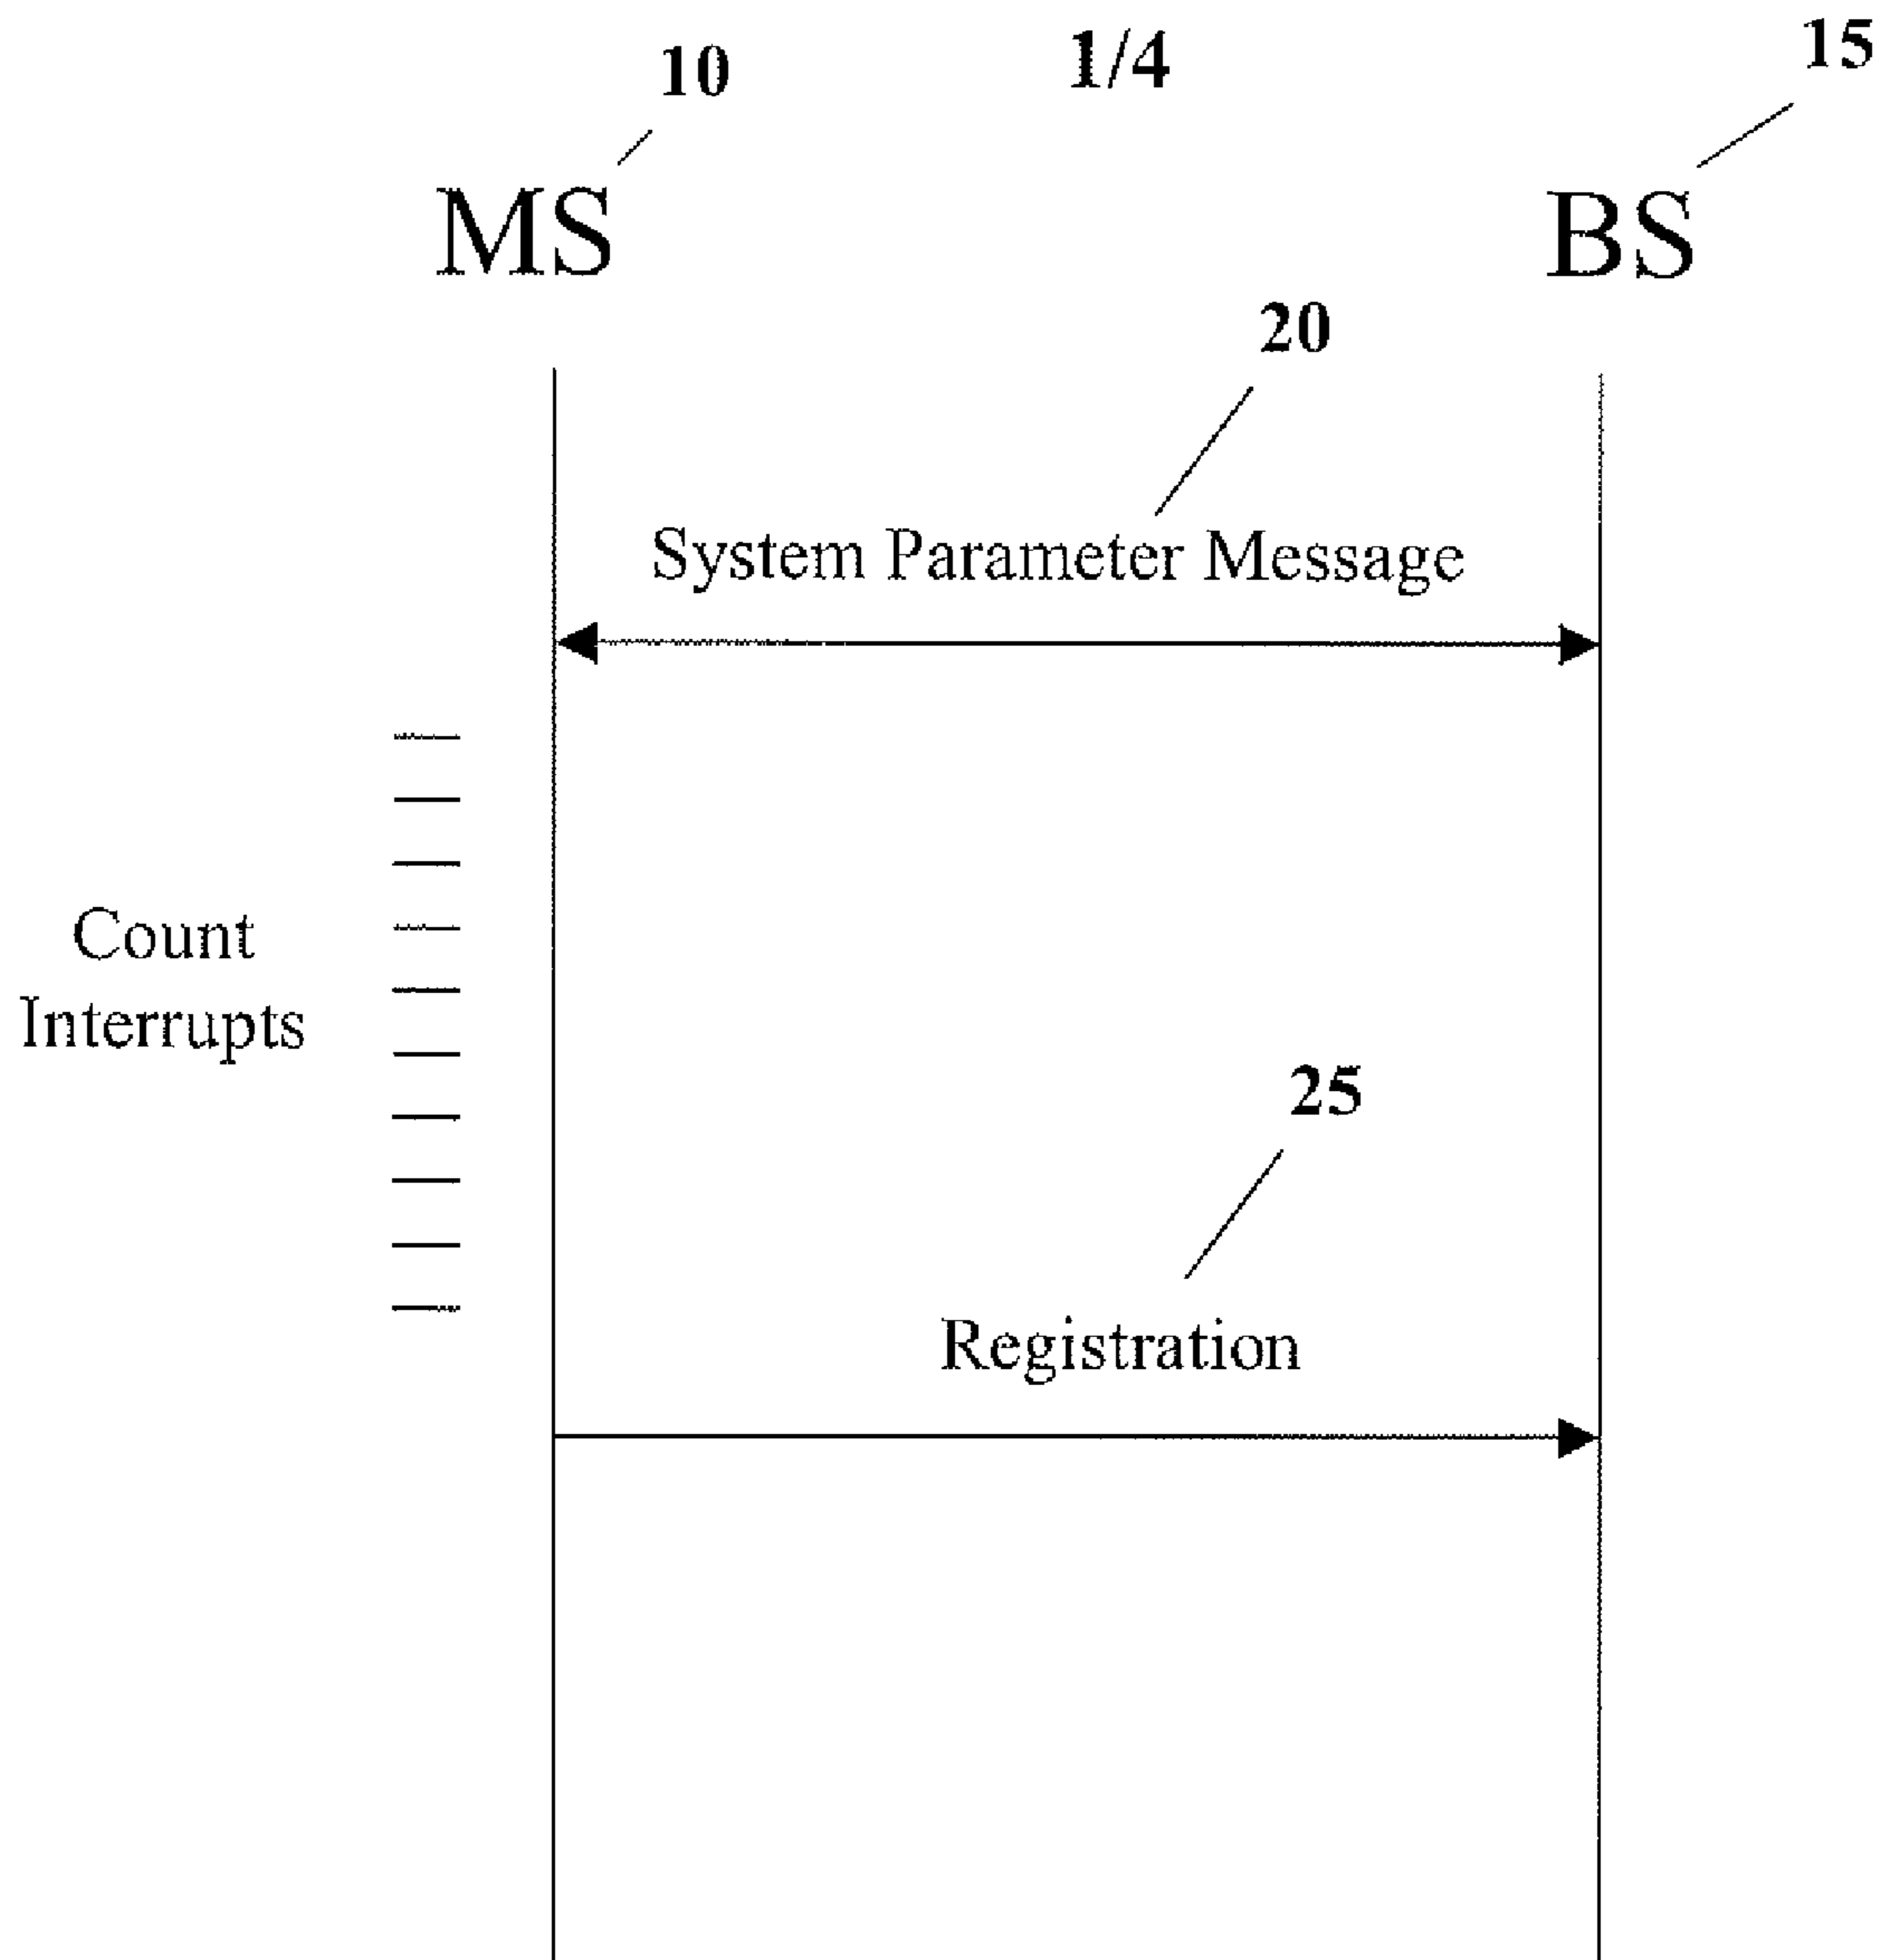 10
1/4
15
MS
BS
20
System Parameter Message
Count
Interrupts
25
Registration